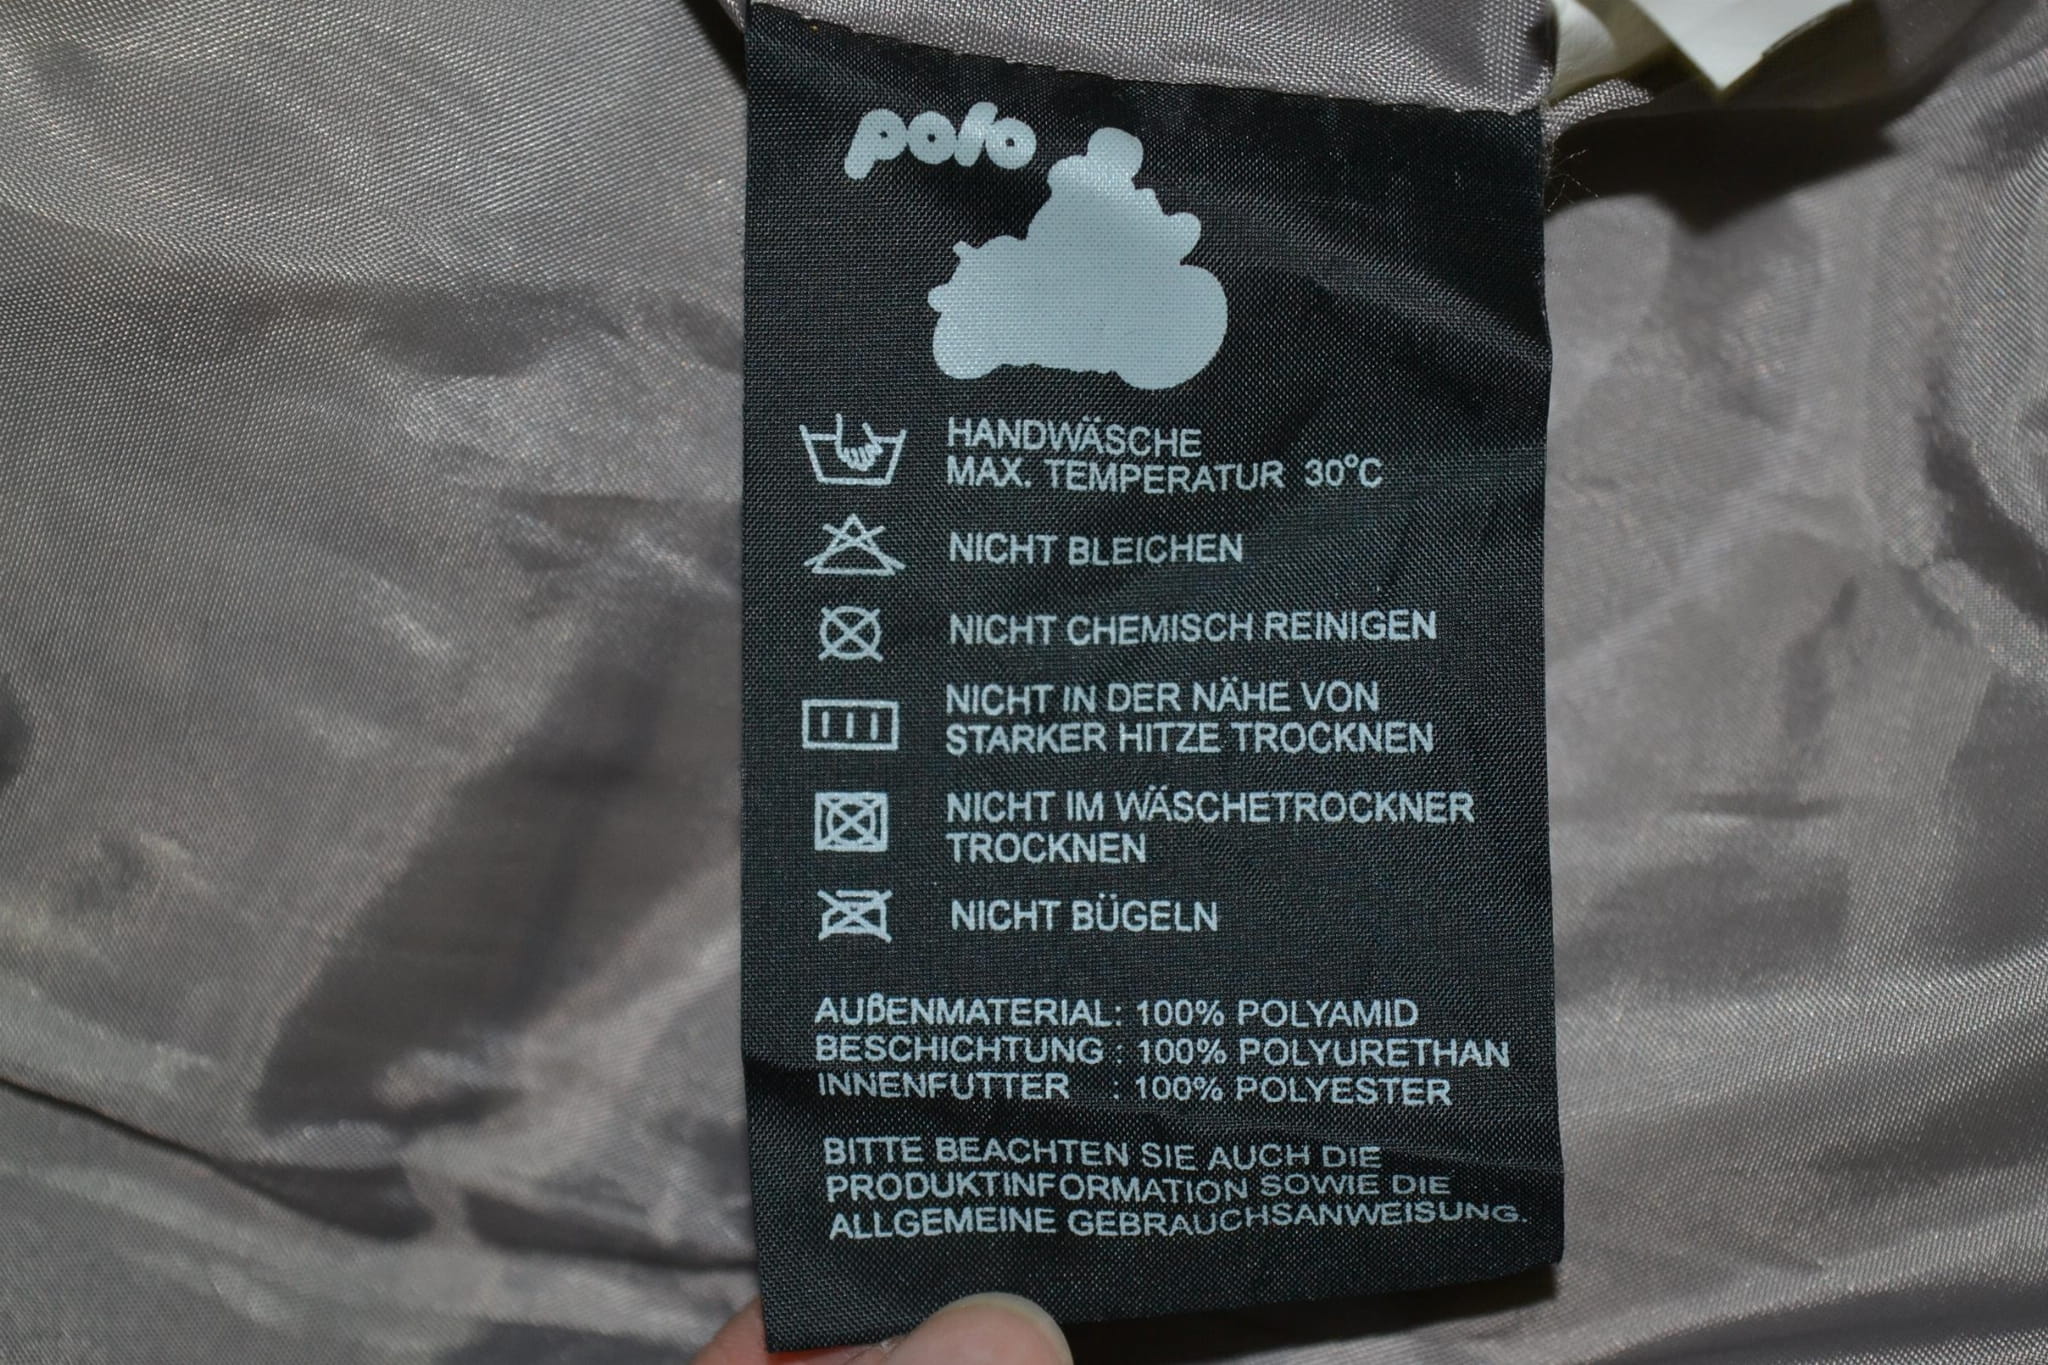 polo
HANDWÄSCHE
MAX. TEMPERATUR 30°C
NICHT BLEICHEN
NICHT CHEMISCH REINIGEN
NICHT IN DER NÄHE VON
STARKER HITZE TROCKNEN
NICHT IM WÄSCHETROCKNER
TROCKNEN
NICHT BÜGELN
AUßENMATERIAL: 100% POLYAMID
BESCHICHTUNG : 100% POLYURETHAN
INNENFUTTER : 100% POLYESTER
BITTE BEACHTEN SIE AUCH DIE
PRODUKTINFORMATION SOWIE DIE
ALLGEMEINE GEBRAUCHSANWEISUNG.